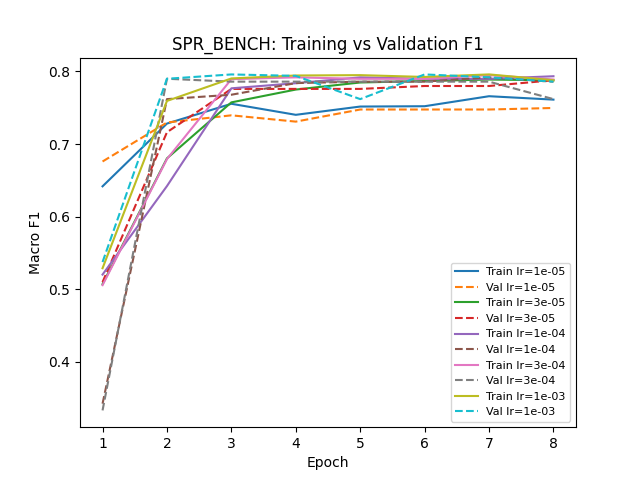 SPR_BENCH: Training vs Validation F1
Macro F1
0.8
0.7
0.6
0.5
0.4
1 2 3 4 5 6 7 8
Epoch
Train lr=1e-05
Val lr=1e-05
Train lr=3e-05
Val lr=3e-05
Train lr=1e-04
Val lr=1e-04
Train lr=3e-04
Val lr=3e-04
Train lr=1e-03
Val lr=1e-03